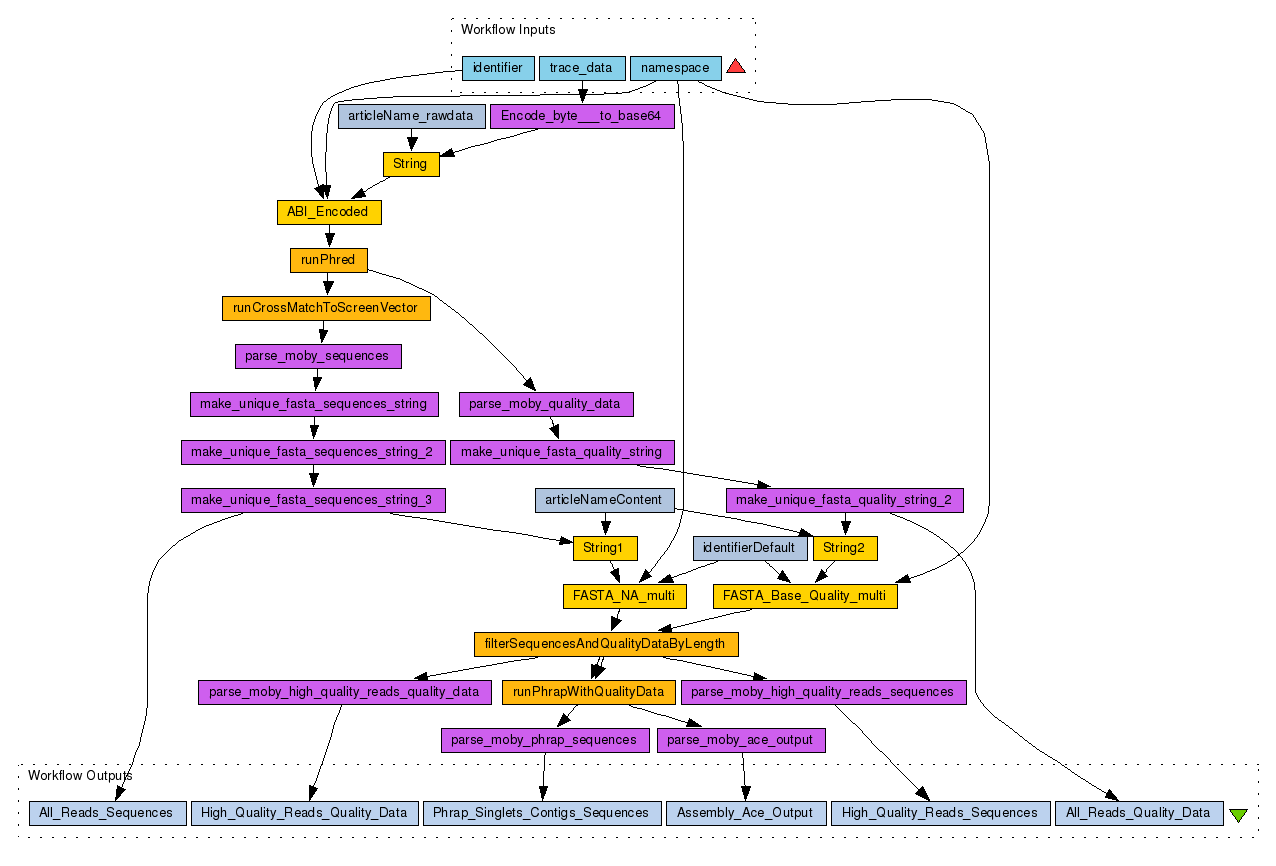 Workflow Inputs
identifier
trace_data
namespace
articleName_rawdata
Encode_byte___to_base64
String
ABI_Encoded
runPhred
runCrossMatchToScreenVector
parse_moby_sequences
make_unique_fasta_sequences_string
parse_moby_quality_data
make_unique_fasta_sequences_string_2
make_unique_fasta_quality_string
make_unique_fasta_sequences_string_3
articleNameContent
make_unique_fasta_quality_string_2
String1
identifierDefault
String2
FASTA_NA_multi
FASTA_Base_Quality_multi
filterSequencesAndQualityDataByLength
parse_moby_high_quality_reads_quality_data
runPhrapWithQualityData
parse_moby_high_quality_reads_sequences
parse_moby_phrap_sequences
parse_moby_ace_output
Workflow Outputs
All_Reads_Sequences
High_Quality_Reads_Quality_Data
Phrap_Singlets_Contigs_Sequences
Assembly_Ace_Output
High_Quality_Reads_Sequences
All_Reads_Quality_Data